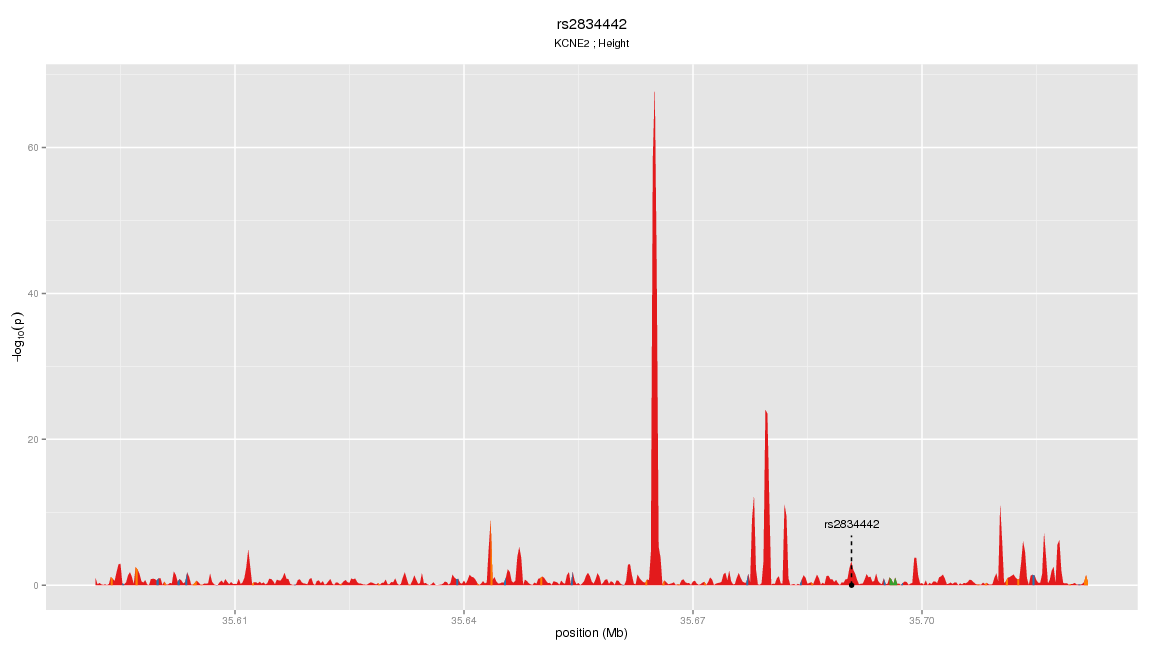 rs2834442
KCNE2 ; Height
60
40
20
0
−log10(p)
rs2834442
35.61
35.64
35.67
35.70
position (Mb)